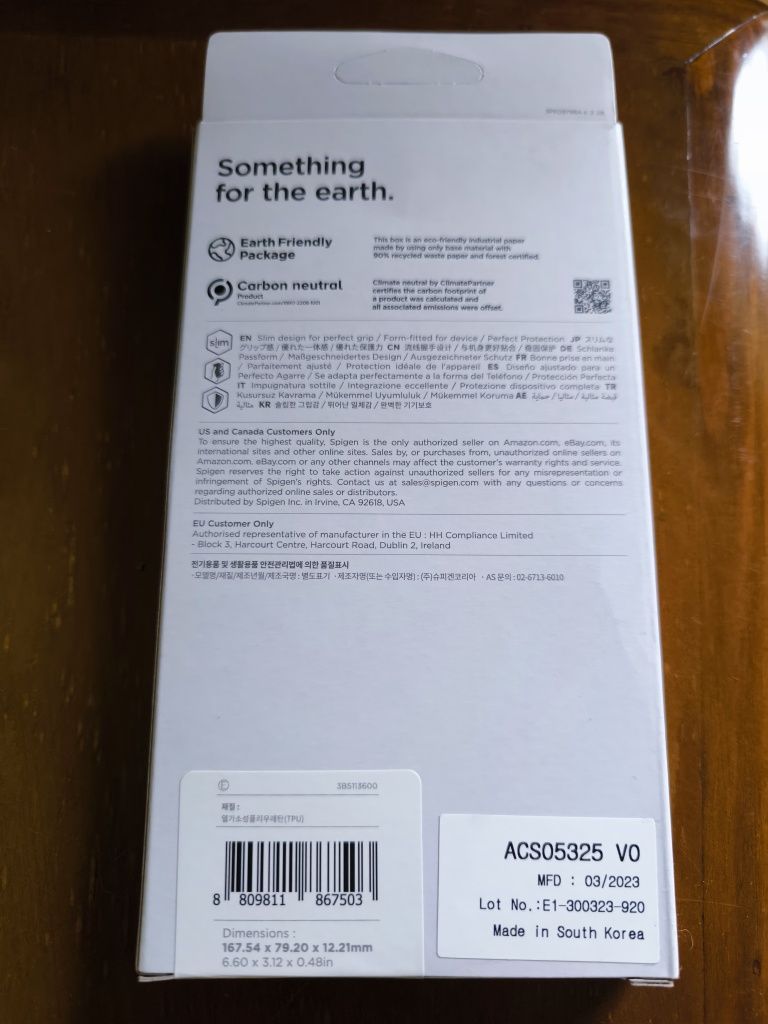 Something
for the earth.
Earth Friendly
Package
This box is an eco-friendly industrial paper
made by using only base material with
90% recycled waste paper and forest certified.
Carbon neutral
Product
Climate neutral by ClimatePartner
certifies the carbon footprint of
a product was calculated and
all associated emissions were offset.
slim
EN Slim design for perfect grip / Form-fitted for device / Perfect Protection JP スリムな
グリップ感 / 優れた一体感 / 優れた保護力 CN 流线握手设计 / 与机身更好贴合 / 稳固保护 DE Schlanke
Passform / Maßgeschneidertes Design / Ausgezeichneter Schutz FR Bonne prise en main
/ Parfaitement ajusté / Protection idéale de l'appareil ES Diseño ajustado para un
Perfecto Agarre / Se adapta perfectamente a la forma del Teléfono / Protección Perfecta
IT Impugnatura sottile / Integrazione eccellente / Protezione dispositivo completa TR
Kusursuz Kavrama / Mükemmel Uyumluluk / Mükemmel Koruma AE قبضة مثالية / مثاليا / حماية
مثالية KR슬림한 그립감 / 뛰어난 일체감 / 완벽한 기기보호
US and Canada Customers Only
To ensure the highest quality, Spigen is the only authorized seller on Amazon.com, eBay.com, its
international sites and other online sites. Sales by, or purchases from, unauthorized online sellers on
Amazon.com, eBay.com or any other channels may affect the customer's warranty rights and service.
Spigen reserves the right to take action against unauthorized sellers for any misrepresentation or
infringement of Spigen's rights. Contact us at sales@spigen.com with any questions or concerns
regarding authorized online sales or distributors.
Distributed by Spigen Inc. in Irvine, CA 92618, USA
EU Customer Only
Authorised representative of manufacturer in the EU : HH Compliance Limited
- Block 3, Harcourt Centre, Harcourt Road, Dublin 2, Ireland
전기용품 및 생활용품 안전관리법에 의한 품질표시
·모델명/재질/제조년월/제조국명 : 별도표기 ·제조자명(또는 수입자명) : (주)슈피겐코리아 ·AS 문의 : 02-6713-6010
Ⓔ 3B5113600
재질 :
열가소성폴리우레탄(TPU)
8 809811 867503
Dimensions :
167.54 x 79.20 x 12.21mm
6.60 x 3.12 x 0.48in
ACS05325 V0
MFD : 03/2023
Lot No.:E1-300323-920
Made in South Korea